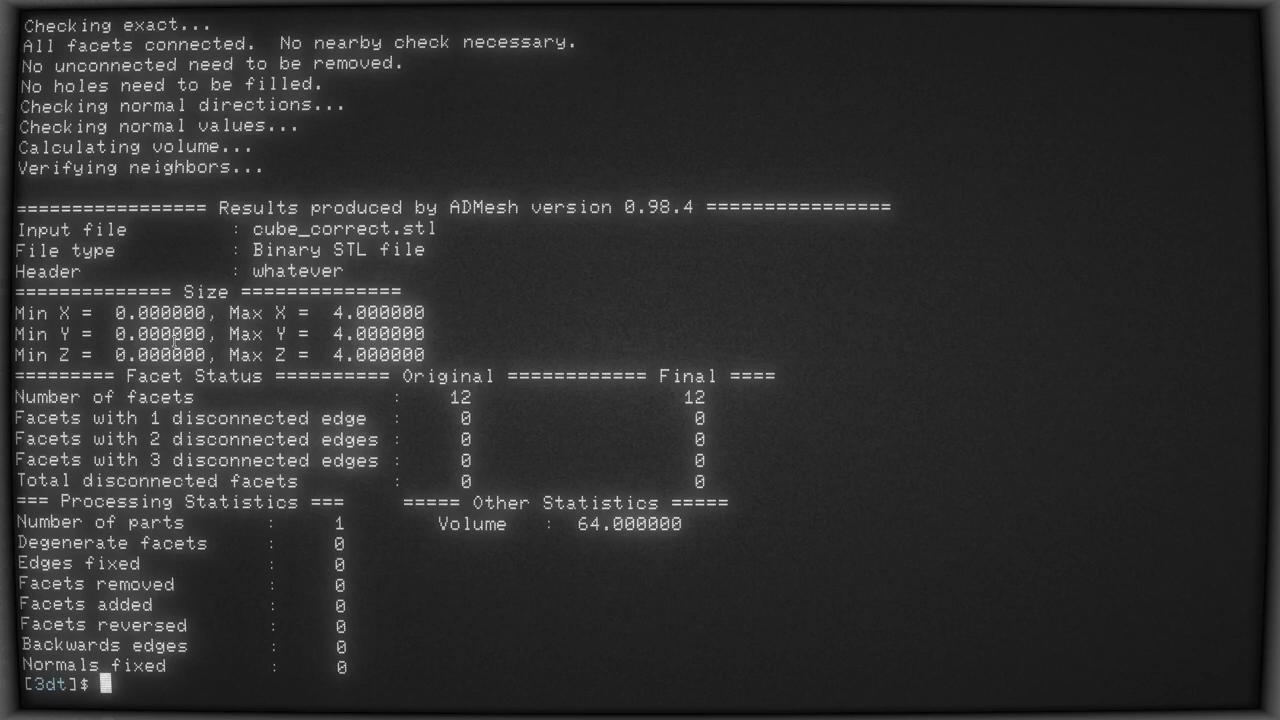 Checking exact...
All facets connected.  No nearby check necessary.
No unconnected need to be removed.
No holes need to be filled.
Checking normal directions...
Checking normal values...
Calculating volume...
Verifying neighbors...
================= Results produced by ADMesh version 0.98.4 ================
Input file : cube_correct.stl
File type : Binary STL file
Header : whatever
============== Size ==============
Min X =  0.000000, Max X =  4.000000
Min Y =  0.000000, Max Y =  4.000000
Min Z =  0.000000, Max Z =  4.000000
========= Facet Status ========== Original ============ Final ====
Number of facets : 12 12
Facets with 1 disconnected edge : 0 0
Facets with 2 disconnected edges : 0 0
Facets with 3 disconnected edges : 0 0
Total disconnected facets : 0 0
=== Processing Statistics === ===== Other Statistics =====
Number of parts : 1 Volume : 64.000000
Degenerate facets : 0
Edges fixed : 0
Facets removed : 0
Facets added : 0
Facets reversed : 0
Backwards edges : 0
Normals fixed : 0
[3dt]$